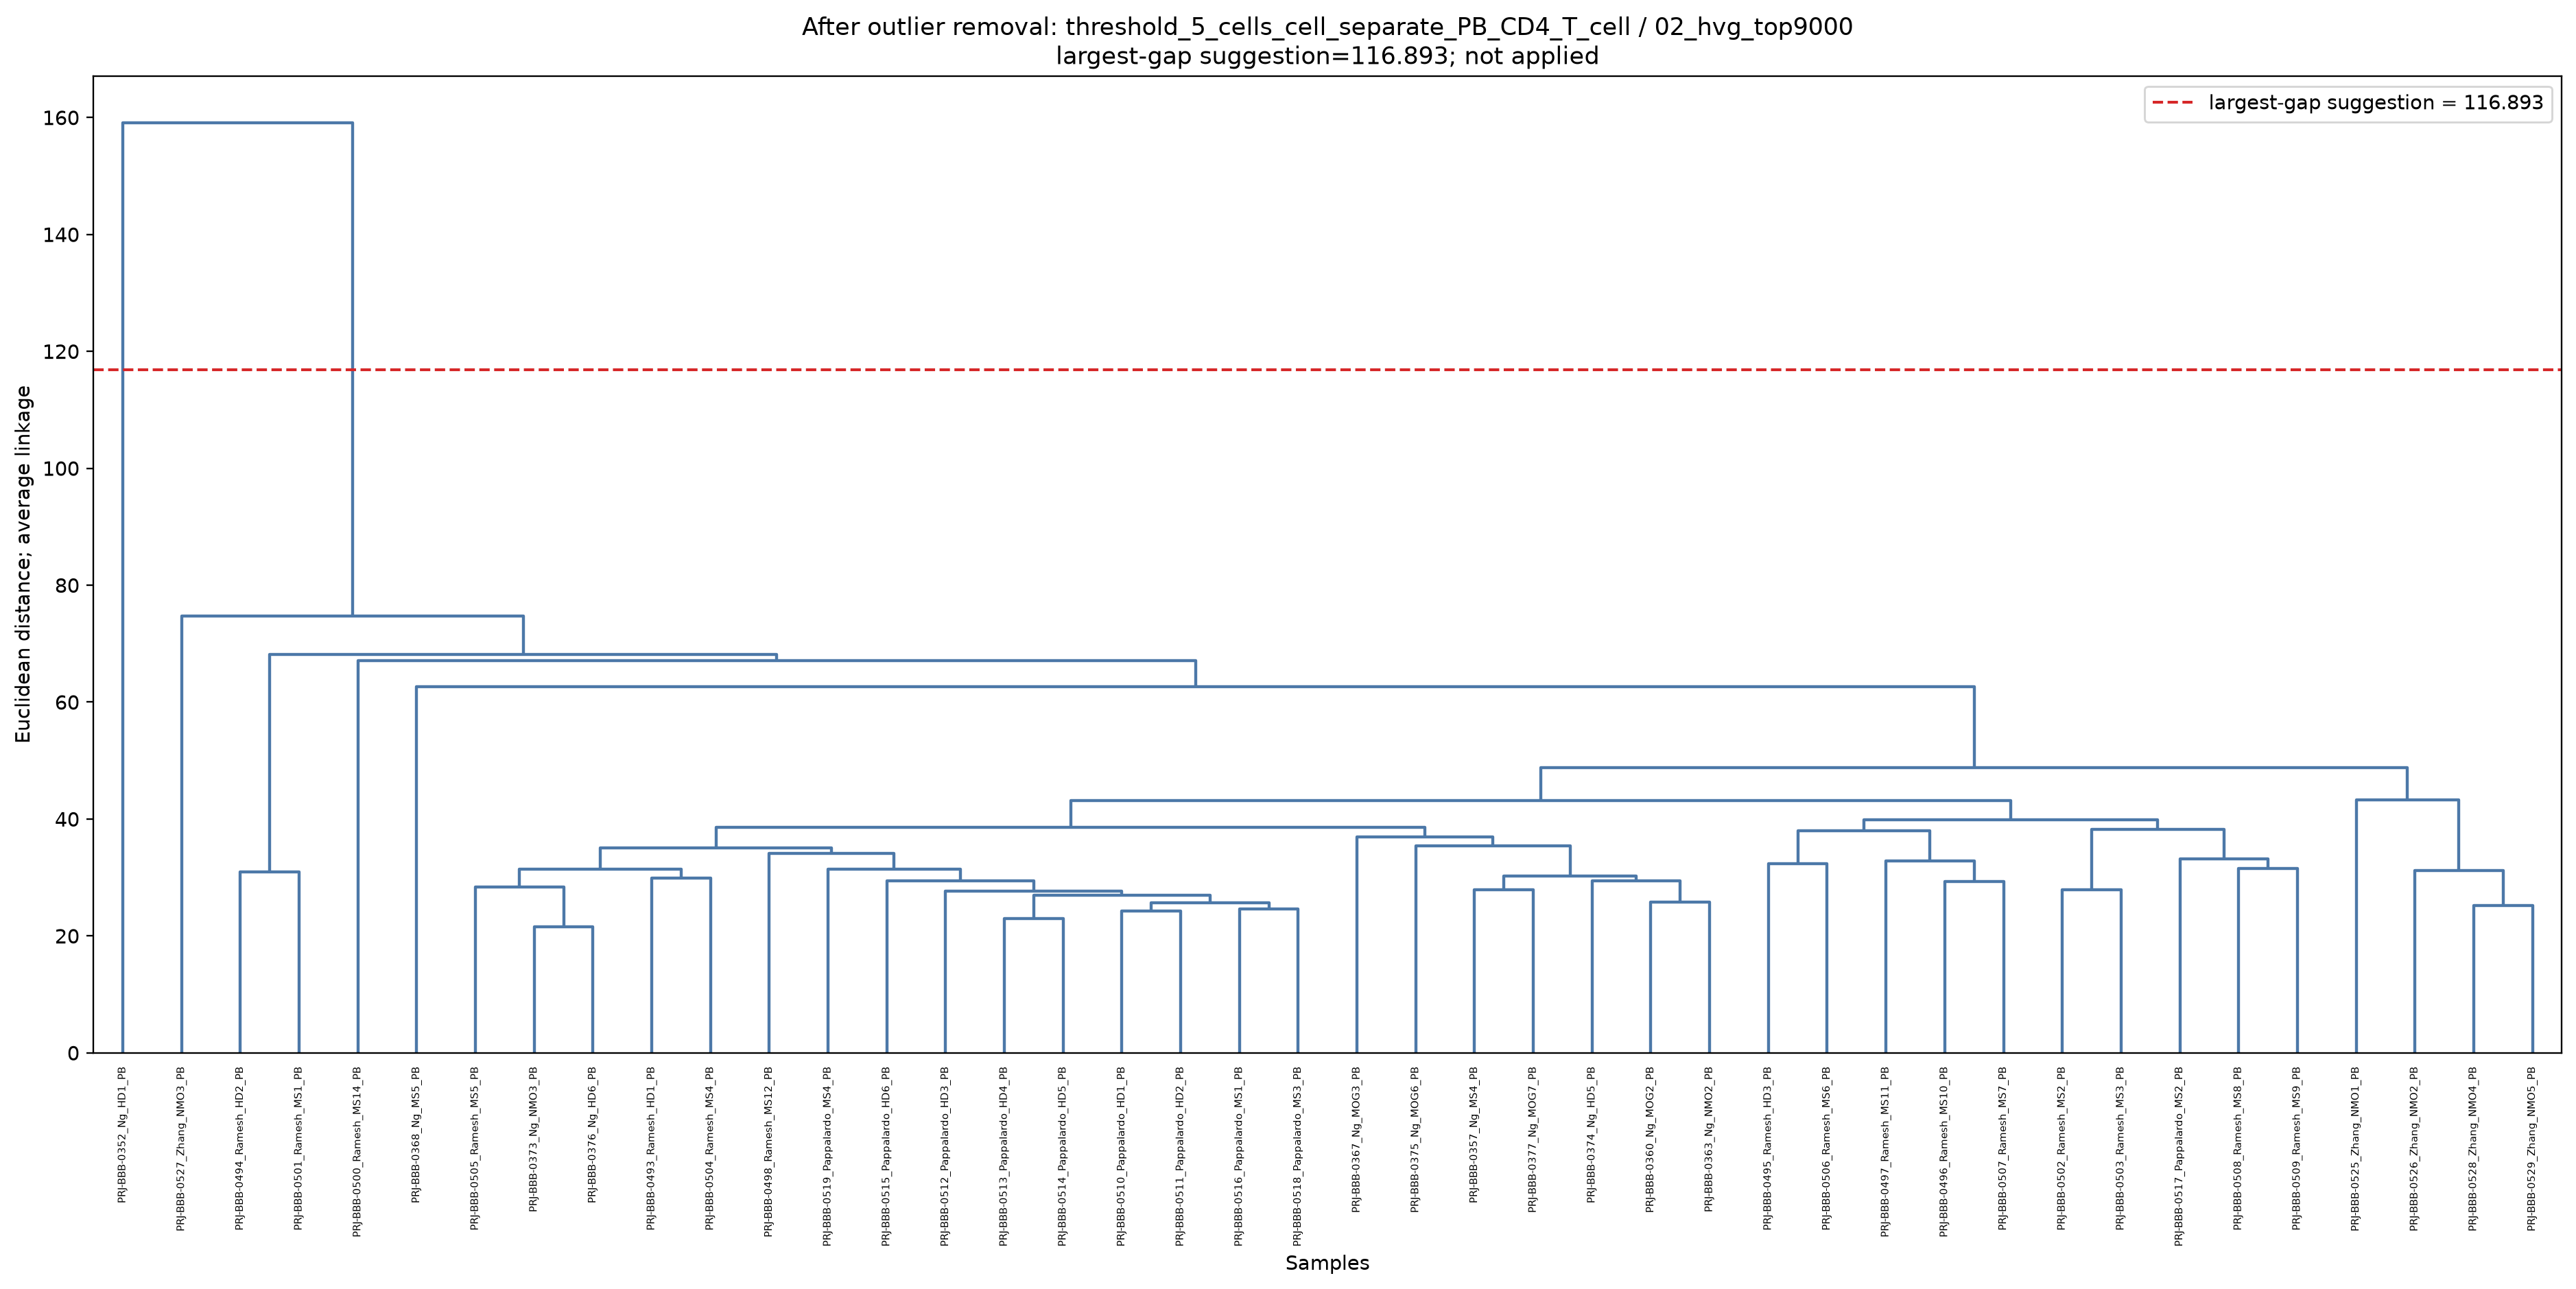 After outlier removal: threshold_5_cells_cell_separate_PB_CD4_T_cell / 02_hvg_top9000
largest-gap suggestion=116.893; not applied
largest-gap suggestion = 116.893
Euclidean distance; average linkage
160
140
120
100
80
60
40
20
0
PRJ-BBB-0352_Ng_HD1_PB
PRJ-BBB-0527_Zhang_NMO3_PB
PRJ-BBB-0494_Ramesh_HD2_PB
PRJ-BBB-0501_Ramesh_MS1_PB
PRJ-BBB-0500_Ramesh_MS14_PB
PRJ-BBB-0368_Ng_MS5_PB
PRJ-BBB-0505_Ramesh_MS5_PB
PRJ-BBB-0373_Ng_NMO3_PB
PRJ-BBB-0376_Ng_HD6_PB
PRJ-BBB-0493_Ramesh_HD1_PB
PRJ-BBB-0504_Ramesh_MS4_PB
PRJ-BBB-0498_Ramesh_MS12_PB
PRJ-BBB-0519_Pappalardo_MS4_PB
PRJ-BBB-0515_Pappalardo_HD6_PB
PRJ-BBB-0512_Pappalardo_HD3_PB
PRJ-BBB-0513_Pappalardo_HD4_PB
PRJ-BBB-0514_Pappalardo_HD5_PB
PRJ-BBB-0510_Pappalardo_HD1_PB
PRJ-BBB-0511_Pappalardo_HD2_PB
PRJ-BBB-0516_Pappalardo_MS1_PB
PRJ-BBB-0518_Pappalardo_MS3_PB
PRJ-BBB-0367_Ng_MOG3_PB
PRJ-BBB-0375_Ng_MOG6_PB
PRJ-BBB-0357_Ng_MS4_PB
PRJ-BBB-0377_Ng_MOG7_PB
PRJ-BBB-0374_Ng_HD5_PB
PRJ-BBB-0360_Ng_MOG2_PB
PRJ-BBB-0363_Ng_NMO2_PB
PRJ-BBB-0495_Ramesh_HD3_PB
PRJ-BBB-0506_Ramesh_MS6_PB
PRJ-BBB-0497_Ramesh_MS11_PB
PRJ-BBB-0496_Ramesh_MS10_PB
PRJ-BBB-0507_Ramesh_MS7_PB
PRJ-BBB-0502_Ramesh_MS2_PB
PRJ-BBB-0503_Ramesh_MS3_PB
PRJ-BBB-0517_Pappalardo_MS2_PB
PRJ-BBB-0508_Ramesh_MS8_PB
PRJ-BBB-0509_Ramesh_MS9_PB
PRJ-BBB-0525_Zhang_NMO1_PB
PRJ-BBB-0526_Zhang_NMO2_PB
PRJ-BBB-0528_Zhang_NMO4_PB
PRJ-BBB-0529_Zhang_NMO5_PB
Samples